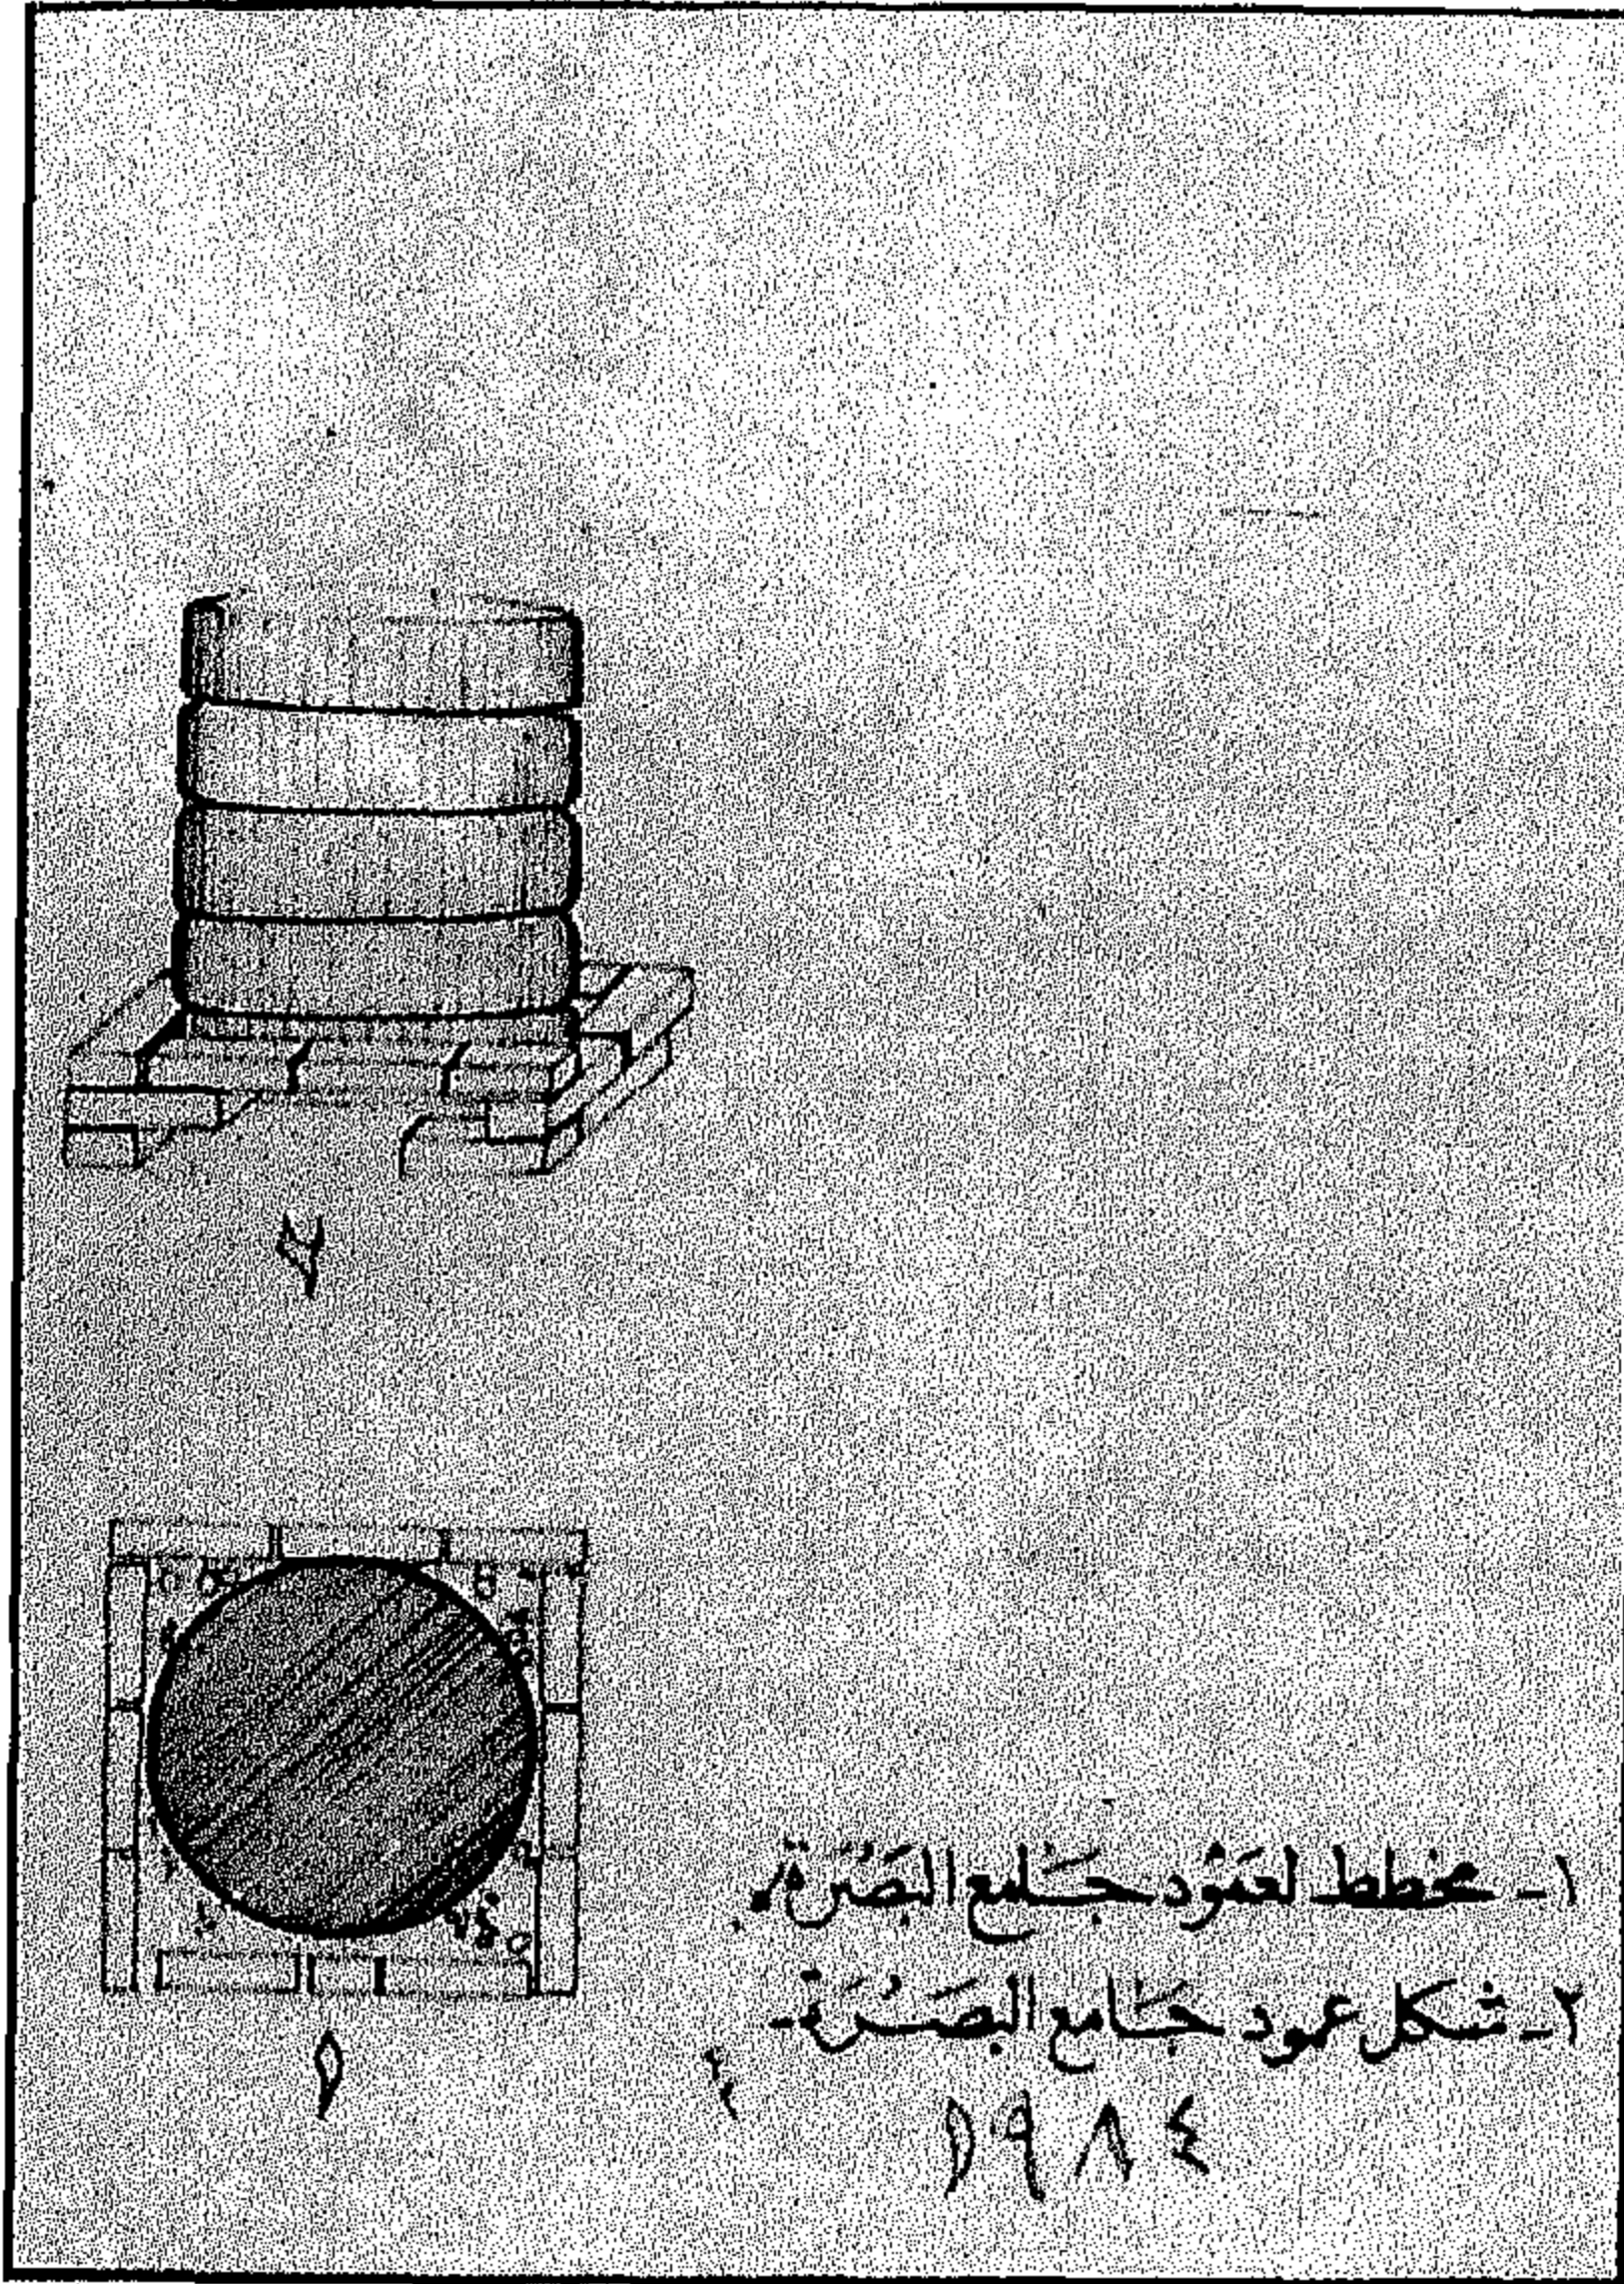 ٢
١
١- مخطط لعمود جامع البصرة.
٢- شكل عمود جامع البصرة-
١٩٨٤